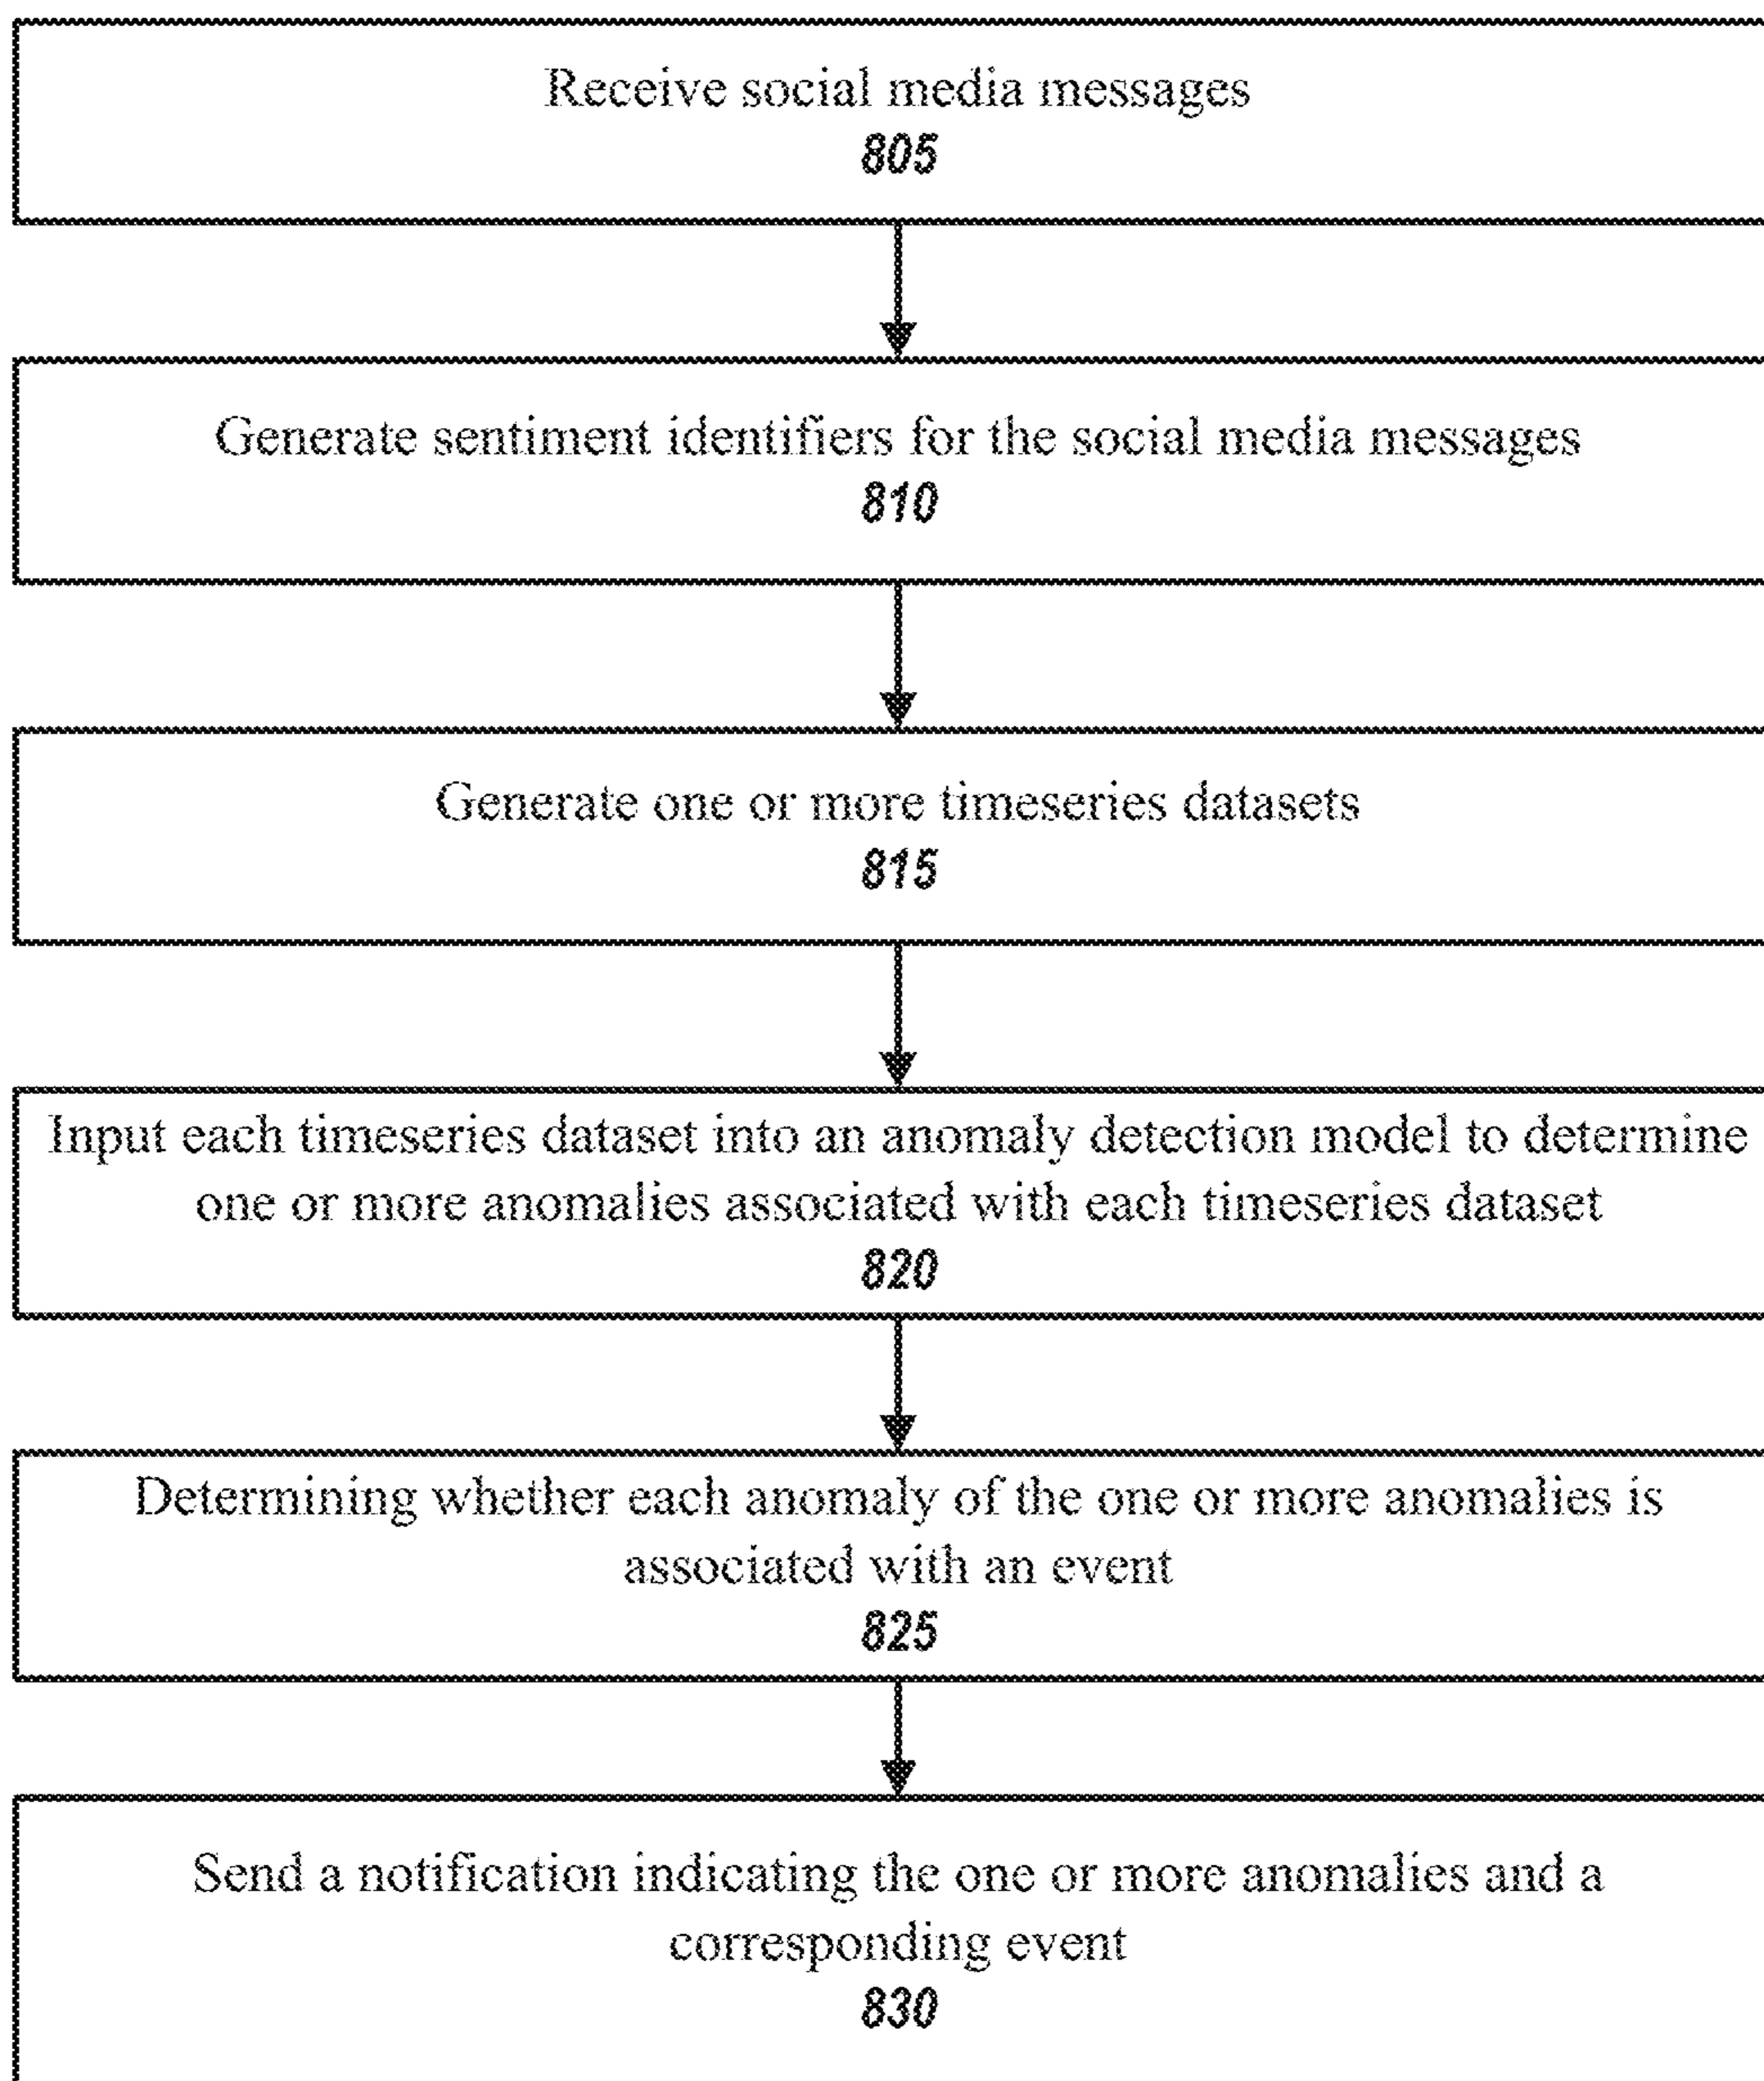 Receive social media messages
805
Generate sentiment identifiers for the social media messages
810
Generate one or more timeseries datasets
815
Input each timeseries dataset into an anomaly detection model to determine
one or more anomalies associated with each timeseries dataset
820
Determining whether each anomaly of the one or more anomalies is
associated with an event
825
Send a notification indicating the one or more anomalies and a
corresponding event
830